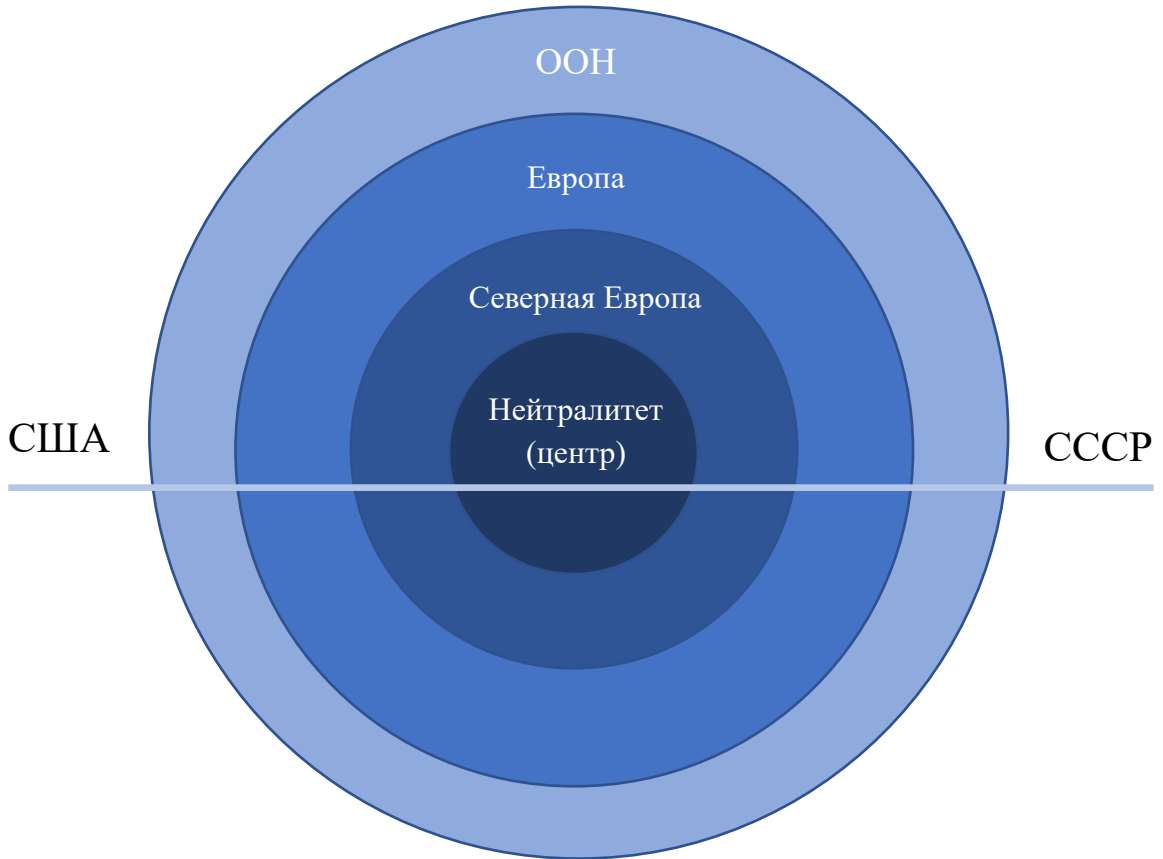 ООН
Европа
Северная Европа
Нейтралитет
(центр)
США
СССР